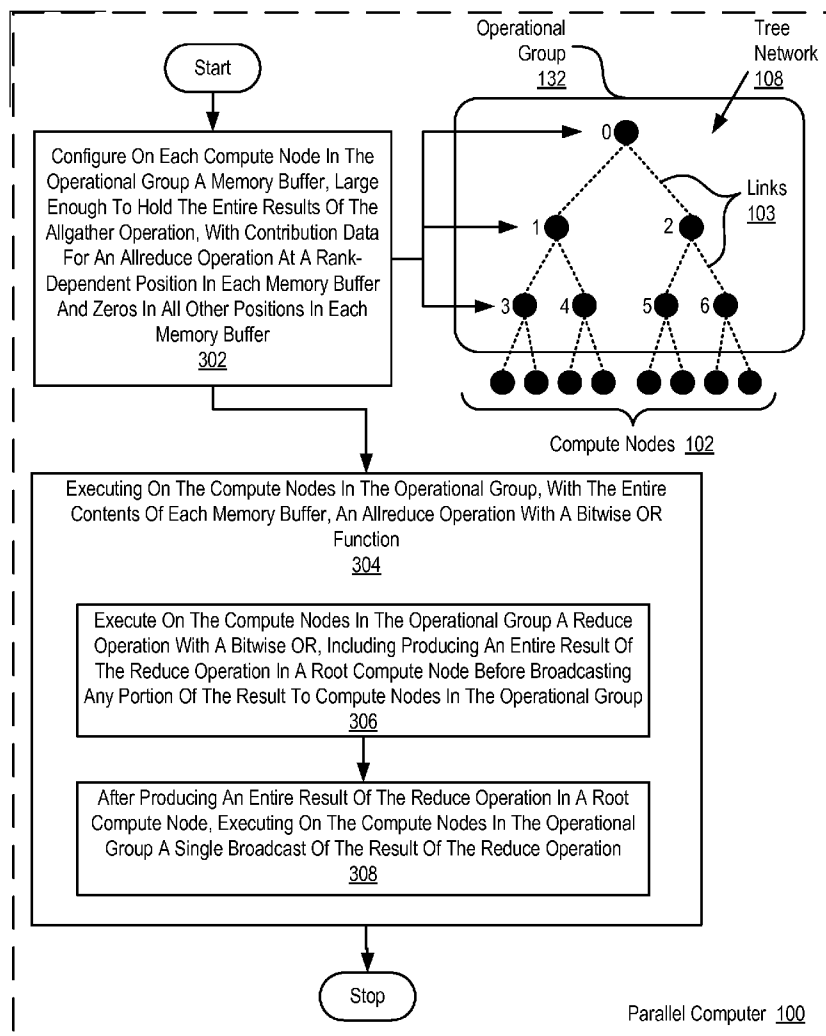 Start
Operational
Group
132
Tree
Network
108
0
Configure On Each Compute Node In The
Operational Group A Memory Buffer, Large
Enough To Hold The Entire Results Of The
Allgather Operation, With Contribution Data
For An Allreduce Operation At A Rank-
Dependent Position In Each Memory Buffer
And Zeros In All Other Positions In Each
Memory Buffer
302
Links
103
1
2
3
4
5
6
Compute Nodes 102
Executing On The Compute Nodes In The Operational Group, With The Entire
Contents Of Each Memory Buffer, An Allreduce Operation With A Bitwise OR
Function
304
Execute On The Compute Nodes In The Operational Group A Reduce
Operation With A Bitwise OR, Including Producing An Entire Result Of
The Reduce Operation In A Root Compute Node Before Broadcasting
Any Portion Of The Result To Compute Nodes In The Operational Group
306
After Producing An Entire Result Of The Reduce Operation In A Root
Compute Node, Executing On The Compute Nodes In The Operational
Group A Single Broadcast Of The Result Of The Reduce Operation
308
Stop
Parallel Computer 100